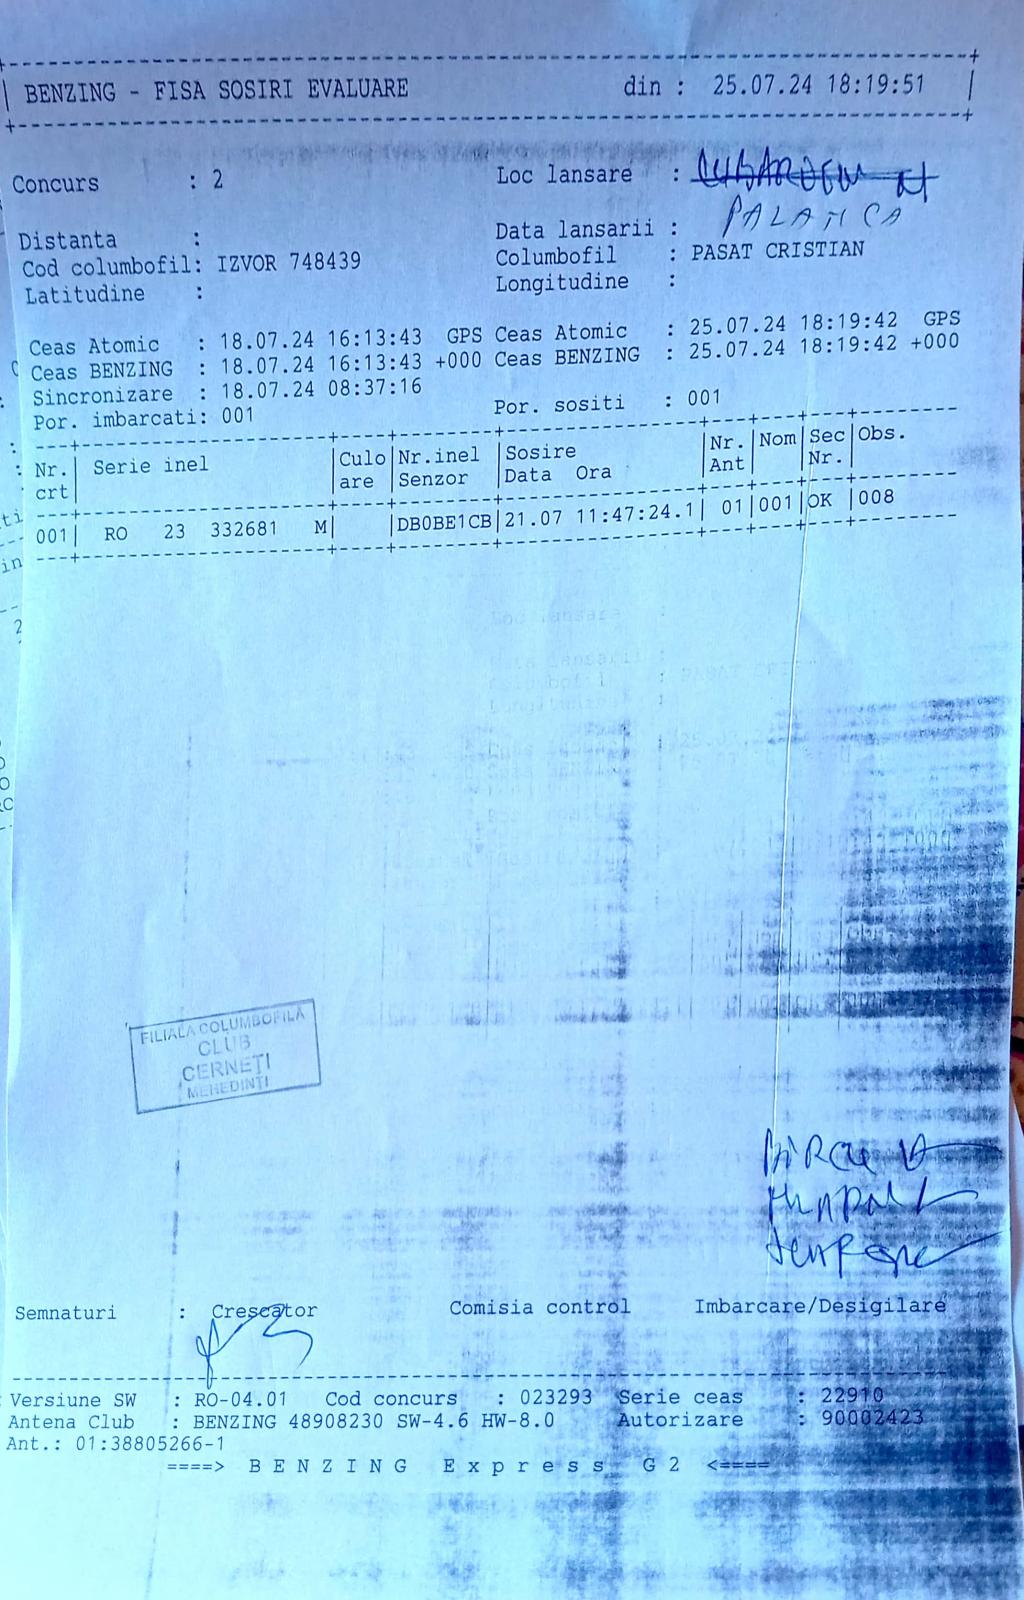 BENZING - FISA SOSIRI EVALUARE din : 25.07.24 18:19:51
Concurs : 2 Loc lansare :
PALANCA
Distanta : Data lansarii :
Cod columbofil: IZVOR 748439 Columbofil : PASAT CRISTIAN
Latitudine : Longitudine :
Ceas Atomic : 18.07.24 16:13:43 GPS Ceas Atomic : 25.07.24 18:19:42 GPS
Ceas BENZING : 18.07.24 16:13:43 +000 Ceas BENZING : 25.07.24 18:19:42 +000
Sincronizare : 18.07.24 08:37:16
Por. imbarcati: 001 Por. sositi : 001
Nr. Serie inel Culo Nr.inel Sosire Nr. Nom Sec Obs.
crt are Senzor Data Ora Ant Nr.
001 RO 23 332681 M DB0BE1CB 21.07 11:47:24.1 01 001 OK 008
FILIALA COLUMBOFILĂ
CLUB
CERNEȚI
MEHEDINȚI
Semnaturi : Crescator Comisia control Imbarcare/Desigilare
Versiune SW : RO-04.01 Cod concurs : 023293 Serie ceas : 22910
Antena Club : BENZING 48908230 SW-4.6 HW-8.0 Autorizare : 90002423
Ant.: 01:38805266-1
====> B E N Z I N G E x p r e s s G 2 <====